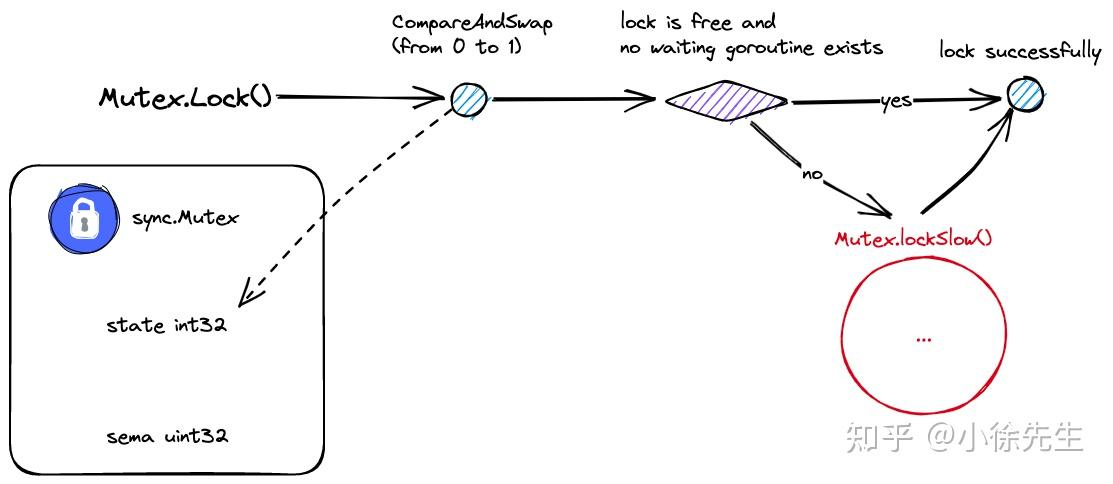 CompareAndSwap
(from 0 to 1)
lock is free and
no waiting goroutine exists
lock successfully
Mutex.Lock()
yes
no
sync.Mutex
Mutex.lockSlow()
state int32
...
sema uint32
知乎 @小徐先生